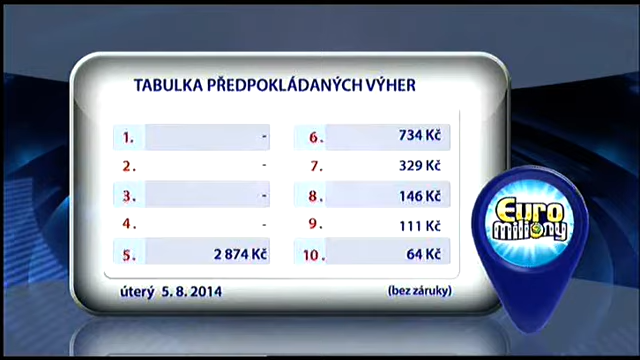 TABULKA PŘEDPOKLÁDANÝCH VÝHER
1. -
2. -
3. -
4. -
5. 2 874 Kč
6. 734 Kč
7. 329 Kč
8. 146 Kč
9. 111 Kč
10. 64 Kč
úterý 5. 8. 2014
(bez záruky)
Euro
miliony